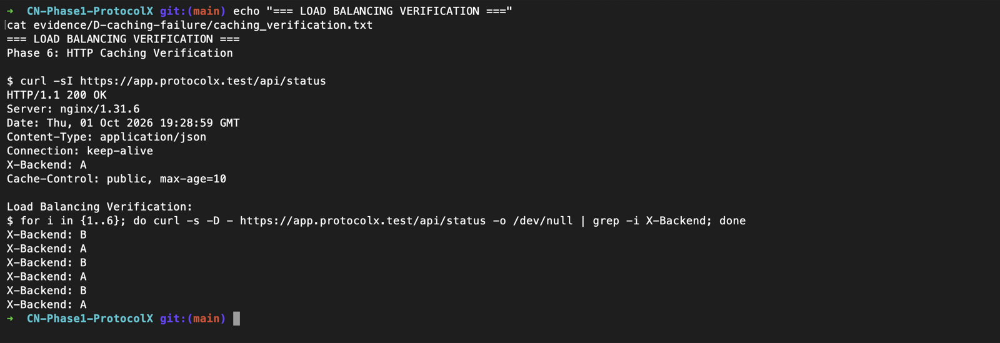 ➜ CN-Phase1-ProtocolX git:(main) echo "=== LOAD BALANCING VERIFICATION ==="
cat evidence/D-caching-failure/caching_verification.txt
=== LOAD BALANCING VERIFICATION ===
Phase 6: HTTP Caching Verification
$ curl -sI https://app.protocolx.test/api/status
HTTP/1.1 200 OK
Server: nginx/1.31.6
Date: Thu, 01 Oct 2026 19:28:59 GMT
Content-Type: application/json
Connection: keep-alive
X-Backend: A
Cache-Control: public, max-age=10
Load Balancing Verification:
$ for i in {1..6}; do curl -s -D - https://app.protocolx.test/api/status -o /dev/null | grep -i X-Backend; done
X-Backend: B
X-Backend: A
X-Backend: B
X-Backend: A
X-Backend: B
X-Backend: A
➜ CN-Phase1-ProtocolX git:(main)